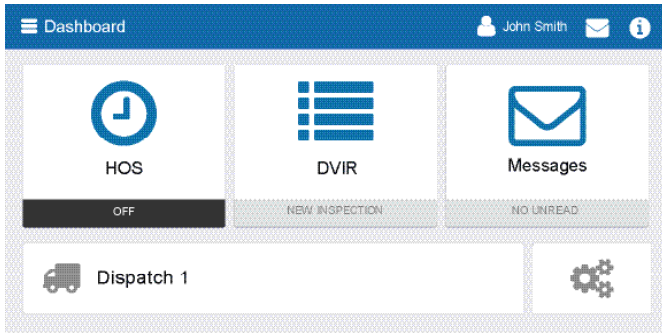 Dashboard
John Smith
HOS
DVIR
Messages
OFF
NEW INSPECTION
NO UNREAD
Dispatch 1